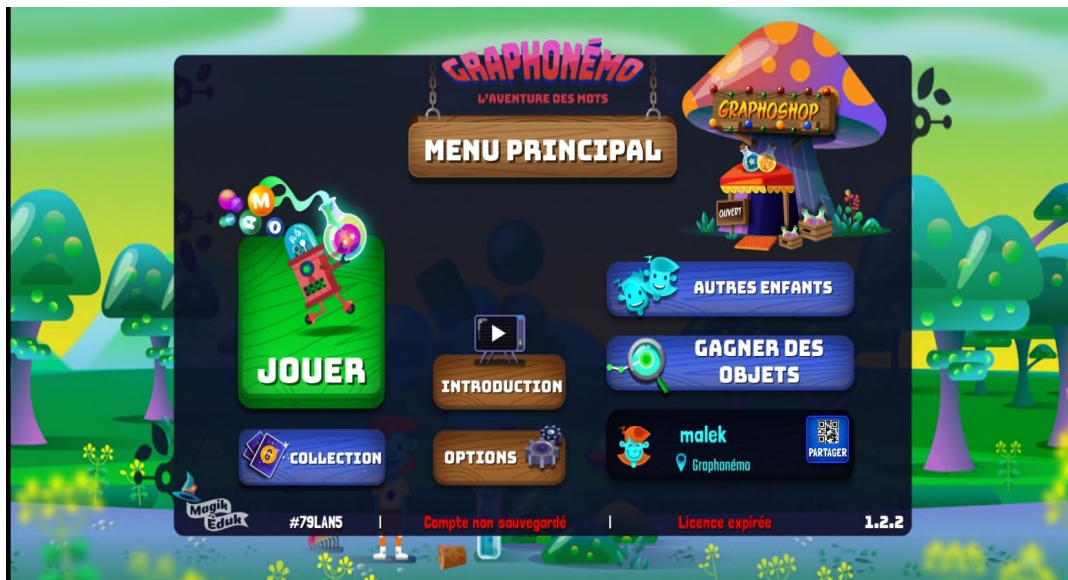 GRAPHONÉMO
L'AVENTURE DES MOTS
MENU PRINCIPAL
GRAPHOSHOP
OUVERT
M
O
JOUER
AUTRES ENFANTS
GAGNER DES
OBJETS
INTRODUCTION
COLLECTION
6
OPTIONS
malek
Graphonémo
PARTAGER
Magik
Eduk
#79LAN5 | Compte non sauvegardé | Licence expirée 1.2.2